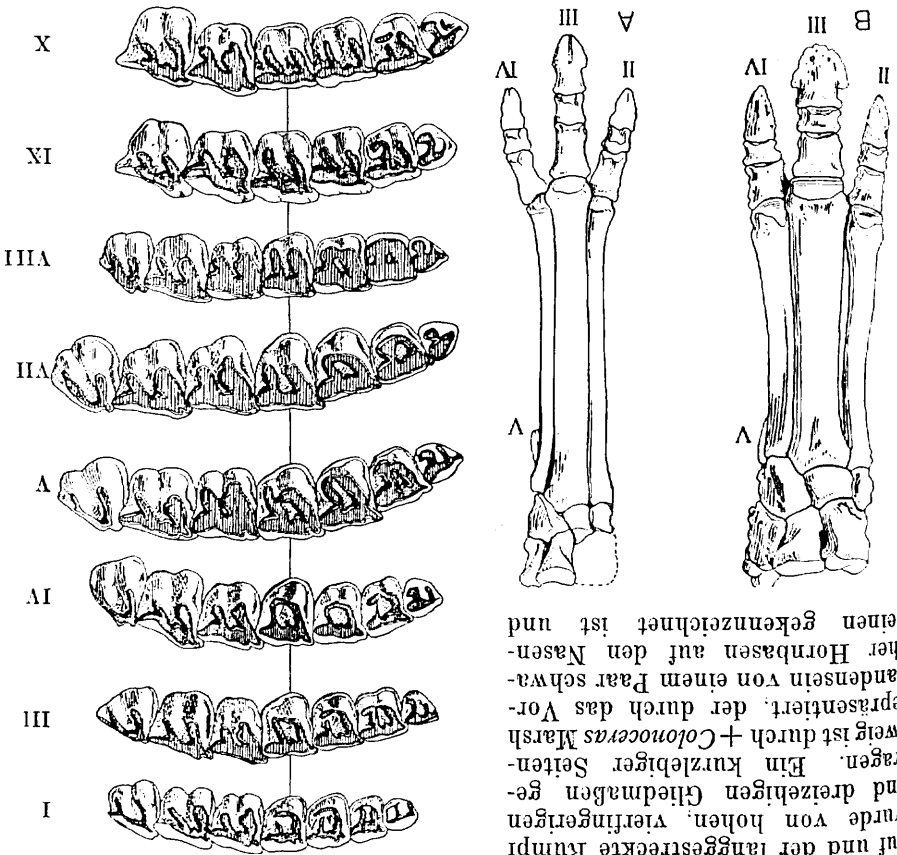 uf und der langgestreckte Rumpf
wurde von hohen, vierfingerigen
nd dreizehigen Gliedmaßen ge-
ragen. Ein kurzlebiger Seiten-
weig ist durch + Colonoceras Marsh
epräsentiert, der durch das Vor-
andensein von einem Paar schwa-
her Hornbasen auf den Nasen-
einen gekennzeichnet ist und
V
II
IV
III
B
V
II
IV
III
A
I
III
IV
V
VII
VIII
IX
X